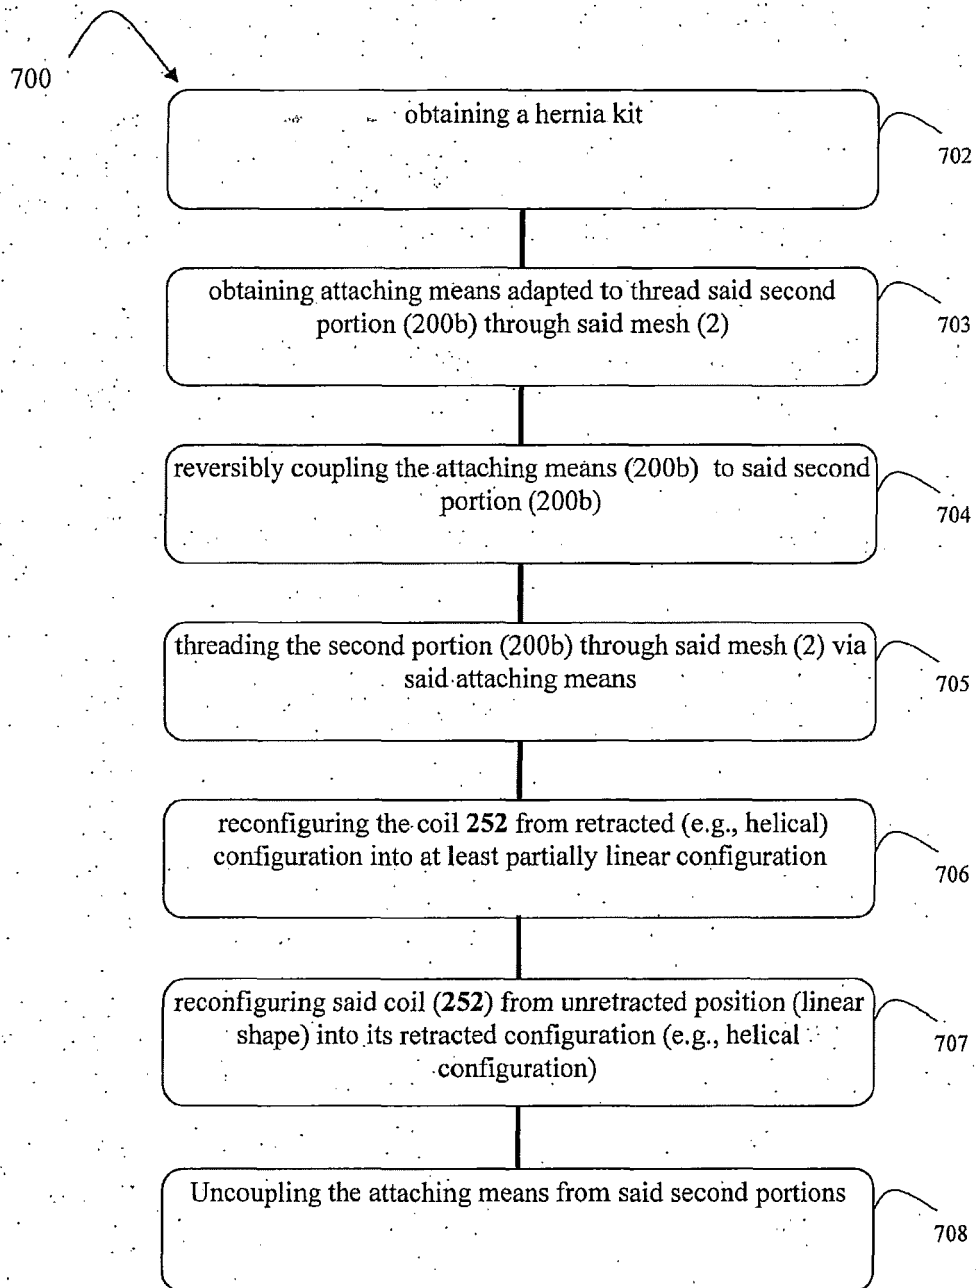 700
obtaining a hernia kit
702
obtaining attaching means adapted to thread said second
portion (200b) through said mesh (2)
703
reversibly coupling the attaching means (200b) to said second
portion (200b)
704
threading the second portion (200b) through said mesh (2) via
said attaching means
705
reconfiguring the coil 252 from retracted (e.g., helical)
configuration into at least partially linear configuration
706
reconfiguring said coil (252) from unretracted position (linear
shape) into its retracted configuration (e.g., helical
configuration)
707
Uncoupling the attaching means from said second portions
708